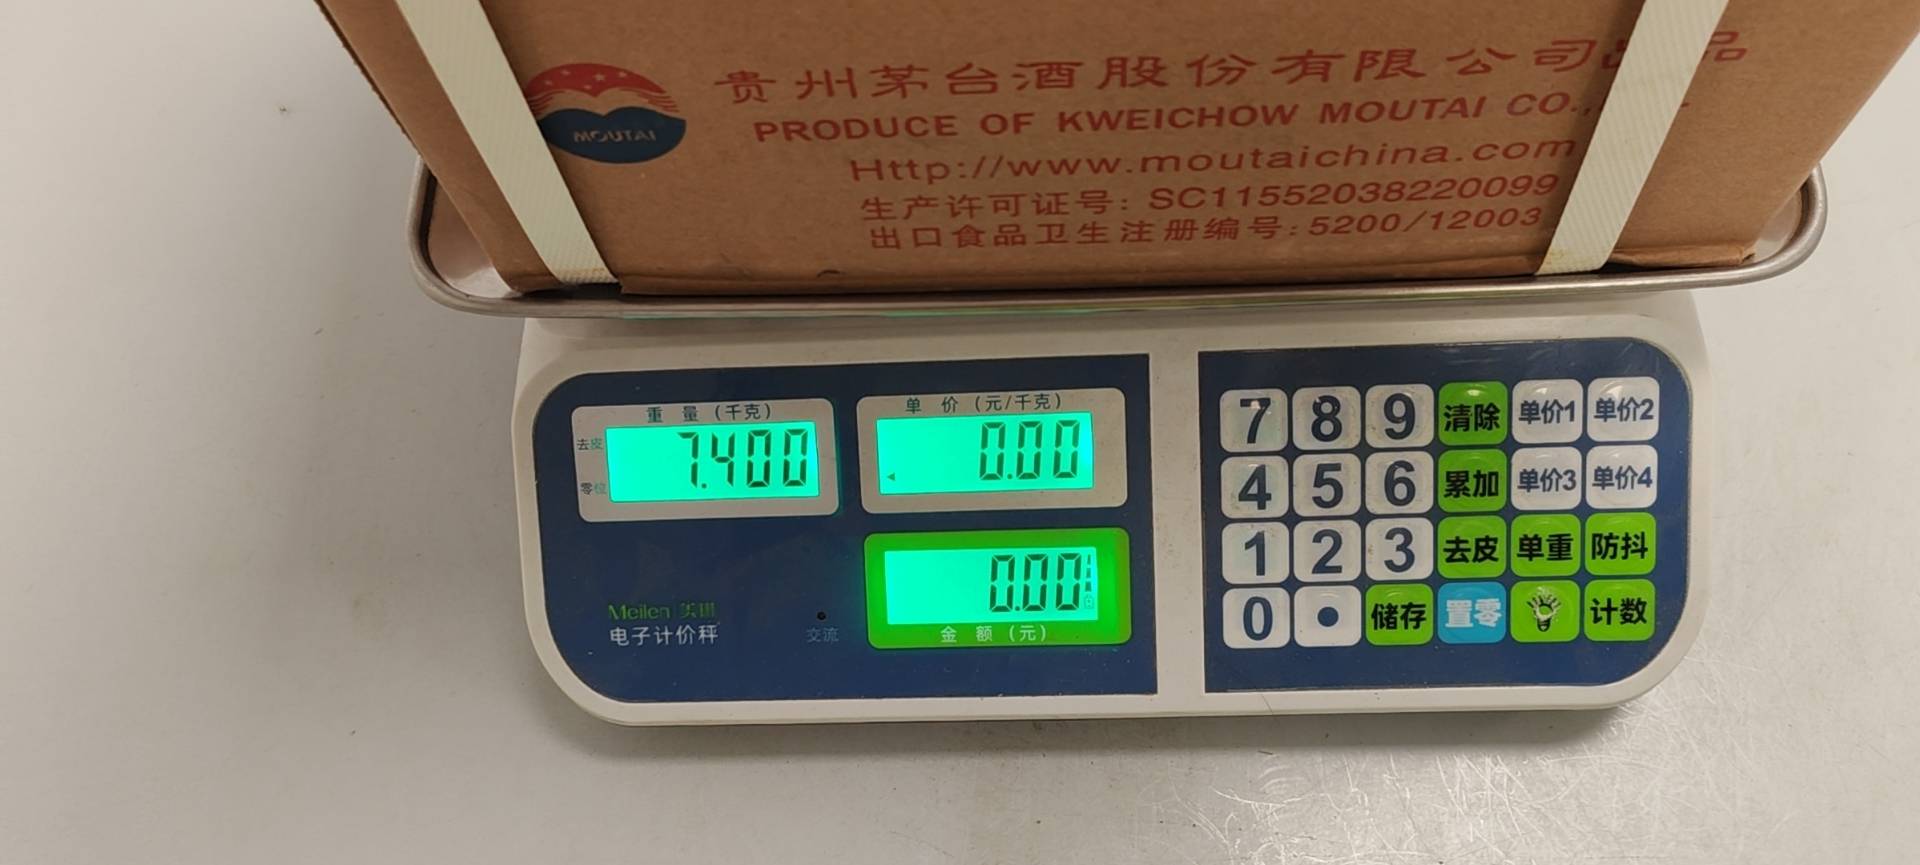 MOUTAI
贵州茅台酒股份有限公司出品
PRODUCE OF KWEICHOW MOUTAI CO.,
Http://www.moutaichina.com
生产许可证号: SC11552038220099
出口食品卫生注册编号:5200/12003
重 量 (千克)
去皮
7.400
零位
单 价 (元/千克)
0.00
0.00
金 额 (元)
Meilen 美
电子计价秤
交流
7 8 9 清除 单价1 单价2
4 5 6 累加 单价3 单价4
1 2 3 去皮 单重 防抖
0 • 储存 置零 计数